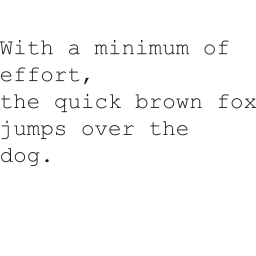 With a minimum of
effort,
the quick brown fox
jumps over the
dog.